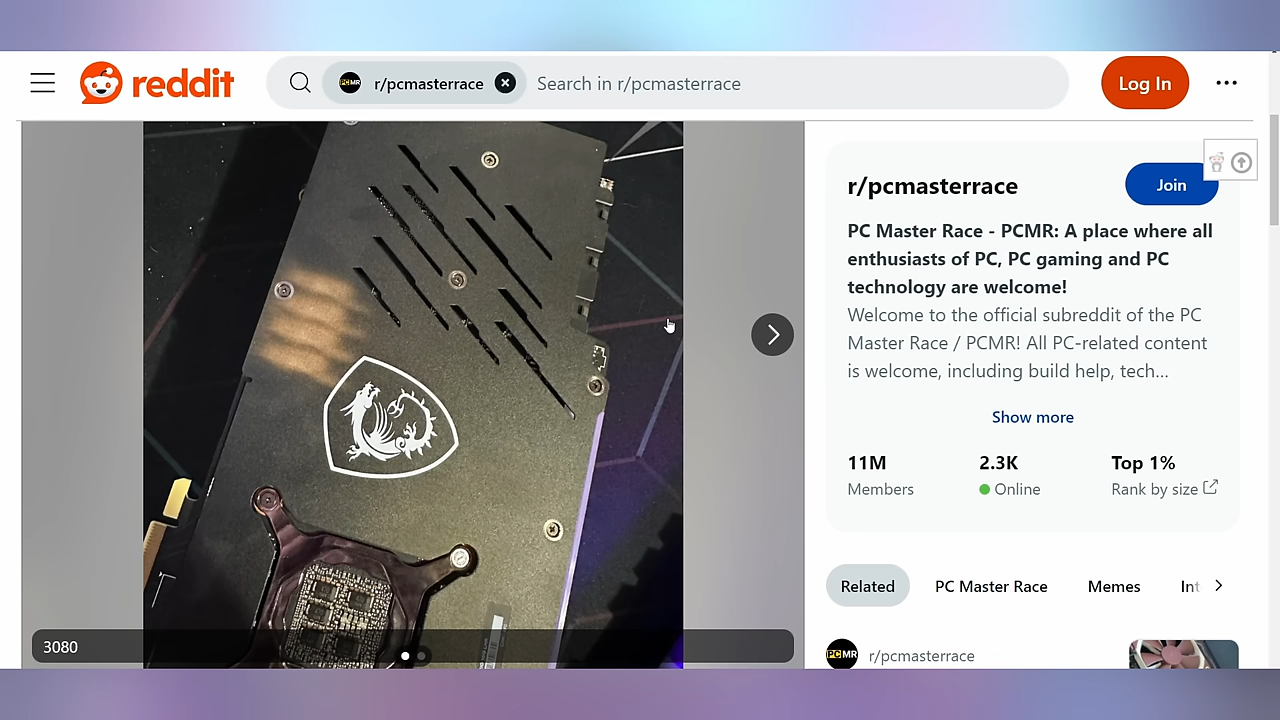 reddit
PCMR
r/pcmasterrace
Search in r/pcmasterrace
Log In
r/pcmasterrace
Join
PC Master Race - PCMR: A place where all
enthusiasts of PC, PC gaming and PC
technology are welcome!
Welcome to the official subreddit of the PC
Master Race / PCMR! All PC-related content
is welcome, including build help, tech...
Show more
11M
2.3K
Top 1%
Members
Online
Rank by size
Related
PC Master Race
Memes
Int
3080
PCMR
r/pcmasterrace